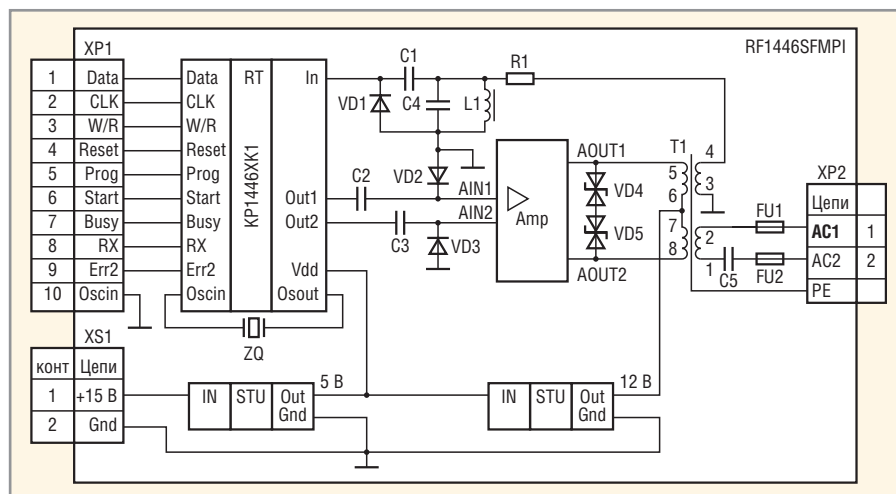 RF1446SFMPI
XP1
1 Data
2 CLK
3 W/R
4 Reset
5 Prog
6 Start
7 Busy
8 RX
9 Err2
10 Oscin
Data RT In
CLK
W/R
Reset
Prog
Start Out1
Busy Out2
RX
Err2 Vdd
Oscin Osout
КР1446ХК1
ZQ
C1
VD1
C4
L1
R1
VD2
C2
AIN1
AIN2
C3
VD3
Amp
AOUT1
VD4
VD5
AOUT2
T1
4
5
3
6
7
2
8
1
C5
FU1
FU2
XP2
Цепи
AC1 1
AC2 2
PE
XS1
конт Цепи
1 +15 В
2 Gnd
IN STU Out
Gnd
5 В
IN STU Out
Gnd
12 В